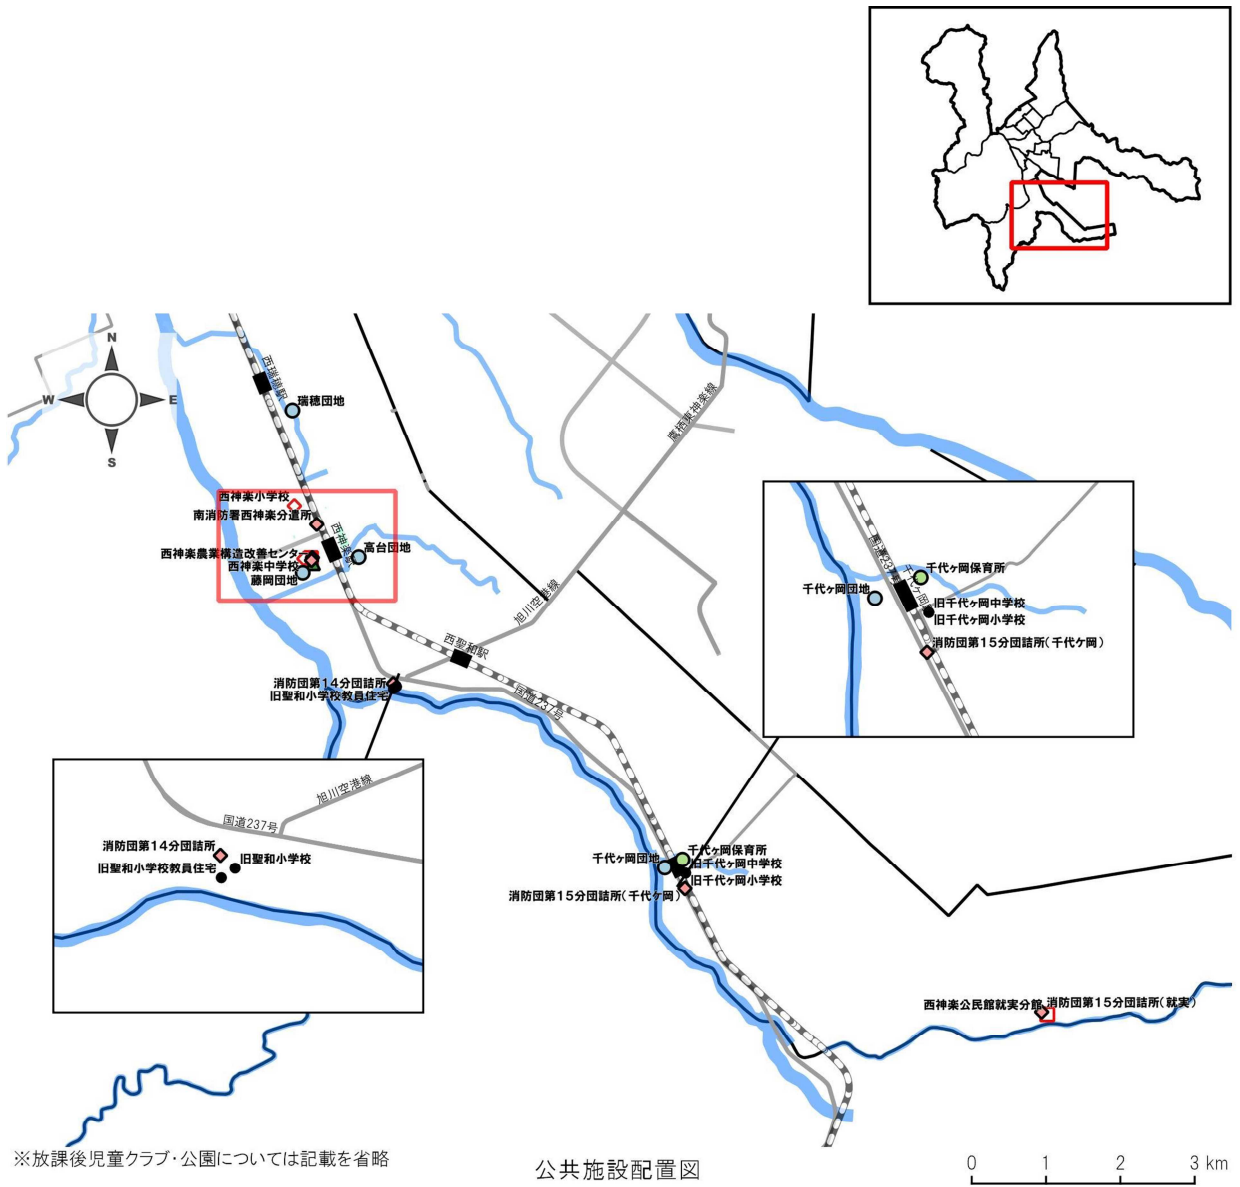 N
W
E
S
西瑞穂駅
瑞穂団地
鷹栖東神楽線
西神楽小学校
南消防署西神楽分遣所
西神楽駅
高台団地
西神楽農業構造改善センター
西神楽中学校
藤岡団地
旭川空港線
西聖和駅
消防団第14分団詰所
旧聖和小学校教員住宅
国道237号
国道237号
千代ヶ岡
千代ヶ岡保育所
千代ヶ岡団地
旧千代ヶ岡中学校
旧千代ヶ岡小学校
消防団第15分団詰所(千代ケ岡)
旭川空港線
国道237号
消防団第14分団詰所
旧聖和小学校
旧聖和小学校教員住宅
千代ヶ岡保育所
千代ヶ岡団地
旧千代ヶ岡中学校
旧千代ヶ岡小学校
消防団第15分団詰所(千代ヶ岡)
西神楽公民館就実分館
消防団第15分団詰所(就実)
※放課後児童クラブ・公園については記載を省略
公共施設配置図
0 1 2 3 km